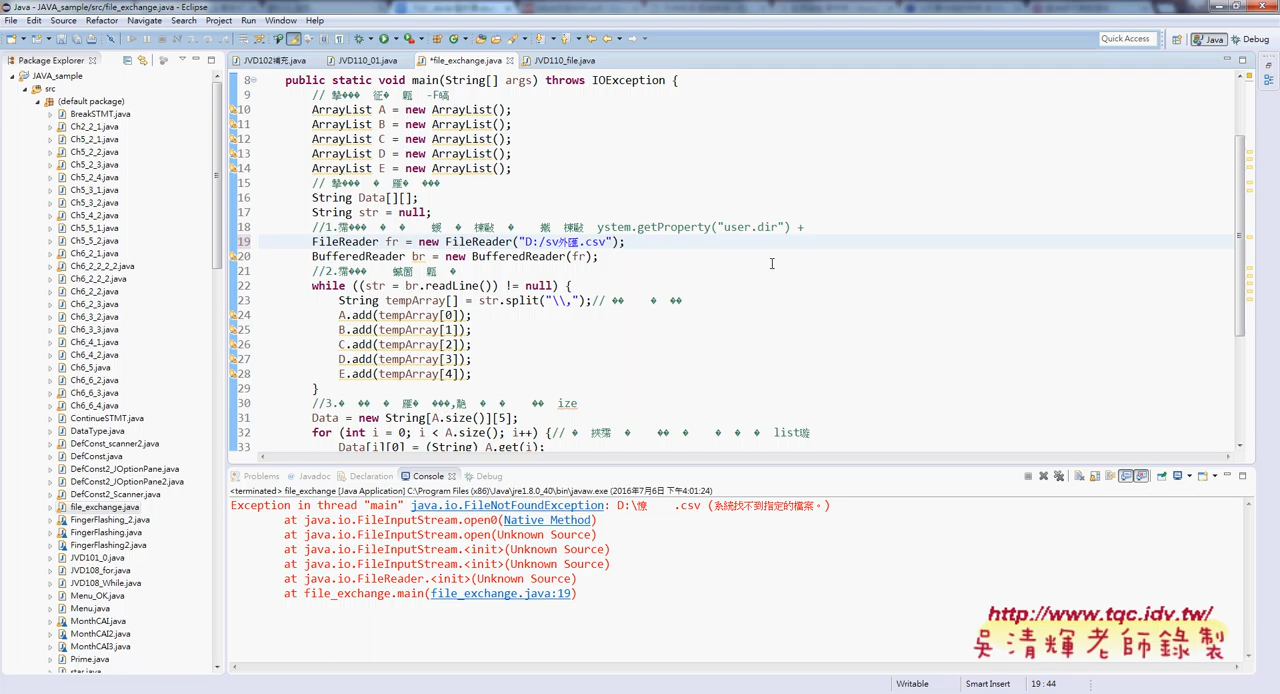 Java - JAVA_sample/src/file_exchange.java - Eclipse
File Edit Source Refactor Navigate Search Project Run Window Help
Quick Access Java Debug
Package Explorer
JVD102補充.java JVD110_01.java *file_exchange.java JVD110_file.java
JAVA_sample
src
(default package)
BreakSTMT.java
Ch2_2_1.java
Ch5_2_1.java
Ch5_2_2.java
Ch5_2_3.java
Ch5_2_4.java
Ch5_3_1.java
Ch5_3_2.java
Ch5_4_2.java
Ch5_5_1.java
Ch5_5_2.java
Ch6_2_1.java
Ch6_2_2_2_2.java
Ch6_2_2.java
Ch6_2_3.java
Ch6_3_2.java
Ch6_3_3.java
Ch6_4_1.java
Ch6_4_2.java
Ch6_5.java
Ch6_6_2.java
Ch6_6_3.java
Ch6_6_4.java
ContinueSTMT.java
DataType.java
DefConst_scanner2.java
DefConst.java
DefConst2_JOptionPane.java
DefConst2_JOptionPane2.java
DefConst2_Scanner.java
file_exchange.java
FingerFlashing_2.java
FingerFlashing.java
FingerFlashing2.java
JVD101_0.java
JVD108_for.java
JVD108_While.java
Menu_OK.java
Menu.java
MonthCAI.java
MonthCAI2.java
MonthCAI3.java
Prime.java
star.java
8 public static void main(String[] args) throws IOException {
9 //
10 ArrayList A = new ArrayList();
11 ArrayList B = new ArrayList();
12 ArrayList C = new ArrayList();
13 ArrayList D = new ArrayList();
14 ArrayList E = new ArrayList();
15 //
16 String Data[][];
17 String str = null;
18 //1. ystem.getProperty("user.dir") +
19 FileReader fr = new FileReader("D:/sv外匯.csv");
20 BufferedReader br = new BufferedReader(fr);
21 //2.
22 while ((str = br.readLine()) != null) {
23 String tempArray[] = str.split("\\,");//
24 A.add(tempArray[0]);
25 B.add(tempArray[1]);
26 C.add(tempArray[2]);
27 D.add(tempArray[3]);
28 E.add(tempArray[4]);
29 }
30 //3. ize
31 Data = new String[A.size()][5];
32 for (int i = 0; i < A.size(); i++) {// list
33 Data[i][0] = (String) A.get(i);
Problems Javadoc Declaration Console Debug
<terminated> file_exchange [Java Application] C:\Program Files (x86)\Java\jre1.8.0_40\bin\javaw.exe (2016年7月6日 下午4:01:24)
Exception in thread "main" java.io.FileNotFoundException: D:\ .csv (系統找不到指定的檔案。)
at java.io.FileInputStream.open0(Native Method)
at java.io.FileInputStream.open(Unknown Source)
at java.io.FileInputStream.<init>(Unknown Source)
at java.io.FileInputStream.<init>(Unknown Source)
at java.io.FileReader.<init>(Unknown Source)
at file_exchange.main(file_exchange.java:19)
http://www.tqc.idv.tw/
吳清輝老師錄製
Writable Smart Insert 19 : 44